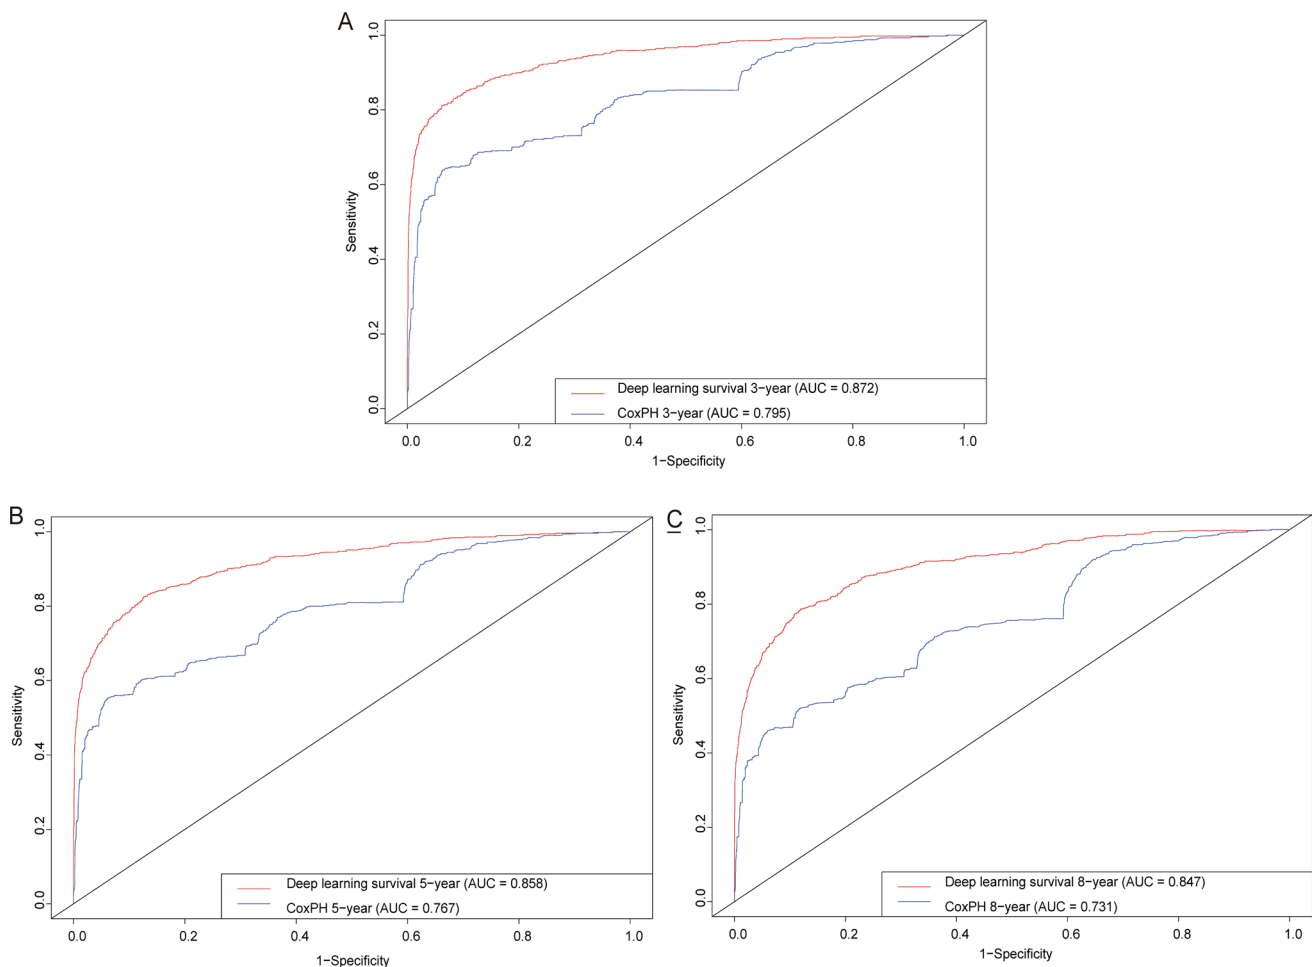 A
1.0
0.8
0.6
0.4
0.2
0.0
Sensitivity
Deep learning survival 3−year (AUC = 0.872)
CoxPH 3−year (AUC = 0.795)
0.0 0.2 0.4 0.6 0.8 1.0
1−Specificity
B
1.0
0.8
0.6
0.4
0.2
0.0
Sensitivity
Deep learning survival 5−year (AUC = 0.858)
CoxPH 5−year (AUC = 0.767)
0.0 0.2 0.4 0.6 0.8 1.0
1−Specificity
C
1.0
0.8
0.6
0.4
0.2
0.0
Sensitivity
Deep learning survival 8−year (AUC = 0.847)
CoxPH 8−year (AUC = 0.731)
0.0 0.2 0.4 0.6 0.8 1.0
1−Specificity